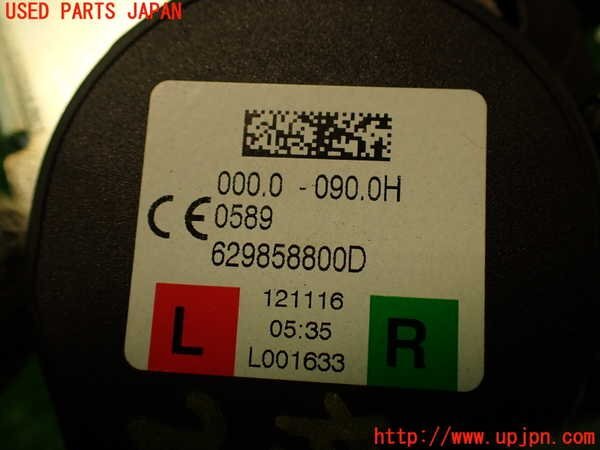 USED PARTS JAPAN
000.0 - 090.0H
CE 0589
629858800D
121116
L 05:35 R
L001633
http://www.upjpn.com/